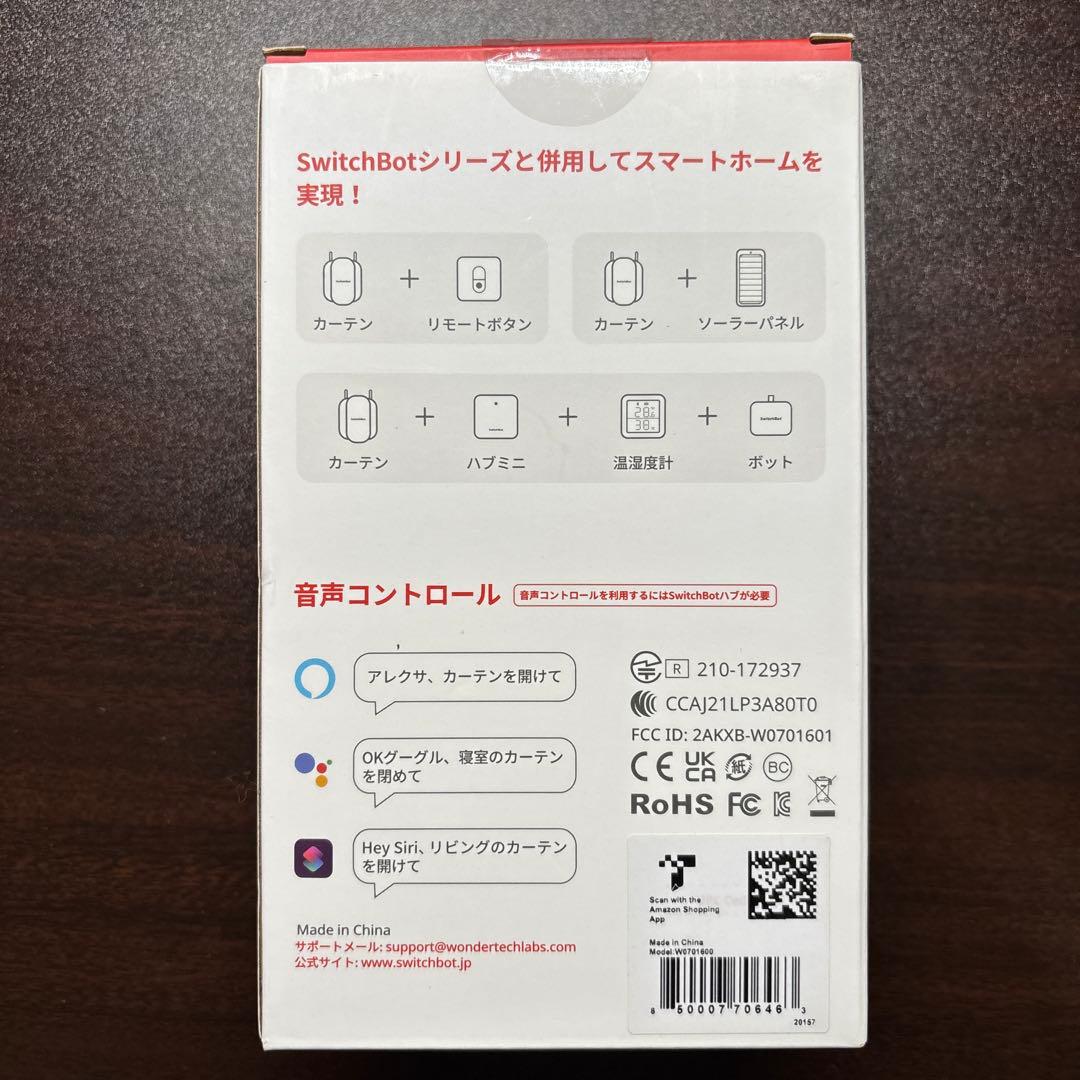 SwitchBotシリーズと併用してスマートホームを
実現！
カーテン + リモートボタン
カーテン + ソーラーパネル
カーテン + ハブミニ + 温湿度計 + ボット
音声コントロール
音声コントロールを利用するにはSwitchBotハブが必要
アレクサ、カーテンを開けて
OKグーグル、寝室のカーテン
を閉めて
Hey Siri、リビングのカーテン
を開けて
Made in China
サポートメール: support@wondertechlabs.com
公式サイト: www.switchbot.jp
R 210-172937
CCAJ21LP3A80T0
FCC ID: 2AKXB-W0701601
CE UKCA 紙 BC
RoHS FC
Scan with the
Amazon Shopping
App
Made in China
Model:W0701600
8 50007 70646 3
20157